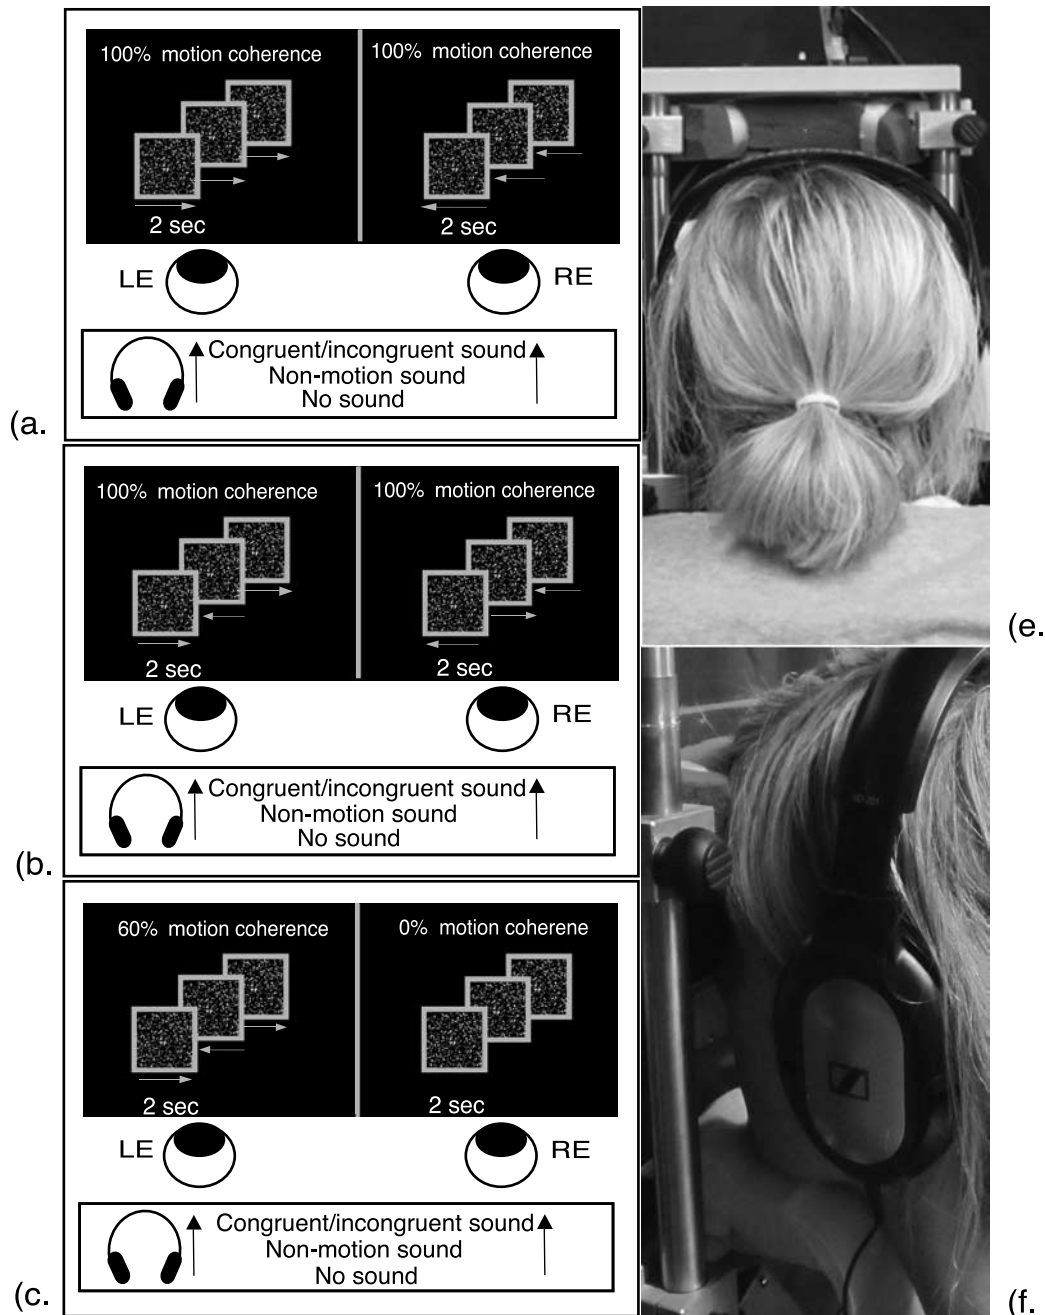 100% motion coherence
100% motion coherence
2 sec
2 sec
LE
RE
Congruent/incongruent sound
Non-motion sound
No sound
(a.
100% motion coherence
100% motion coherence
2 sec
2 sec
LE
RE
Congruent/incongruent sound
Non-motion sound
No sound
(b.
60% motion coherence
0% motion coherene
2 sec
2 sec
LE
RE
Congruent/incongruent sound
Non-motion sound
No sound
(c.
(e.
(f.